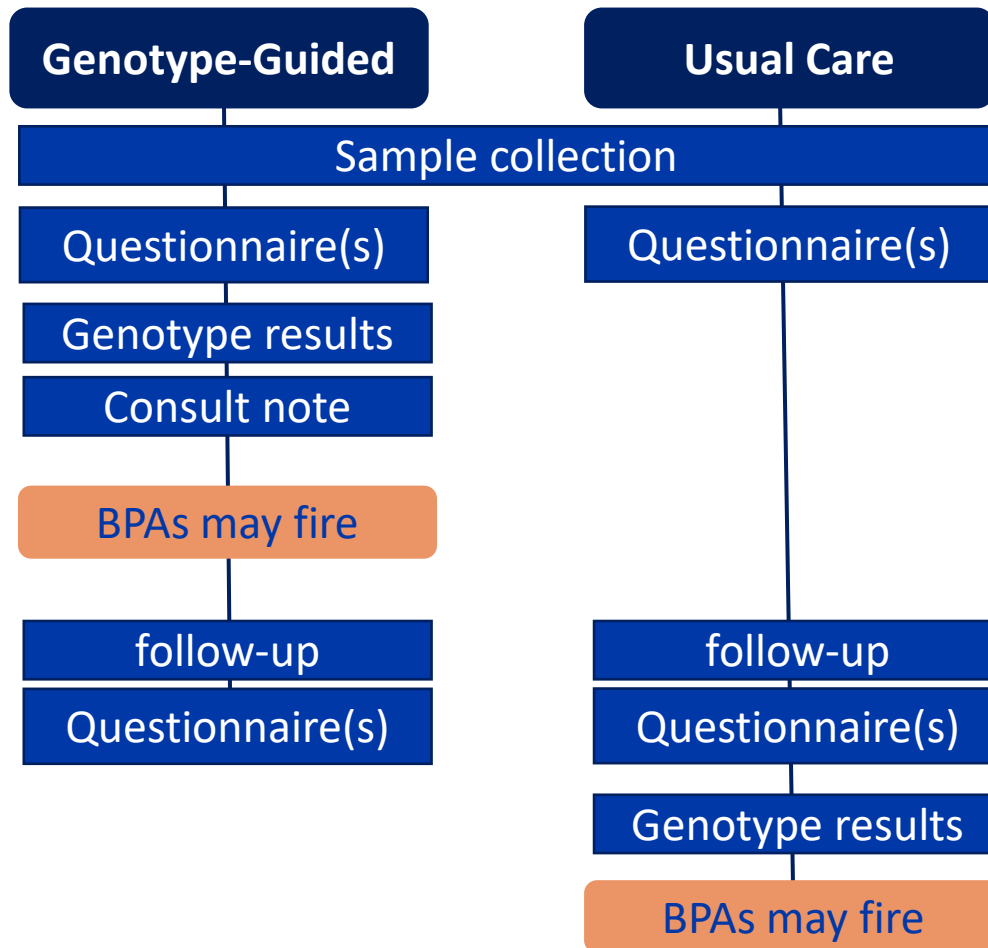 Genotype-Guided
Usual Care
Sample collection
Questionnaire(s)
Questionnaire(s)
Genotype results
Consult note
BPAs may fire
follow-up
follow-up
Questionnaire(s)
Questionnaire(s)
Genotype results
BPAs may fire